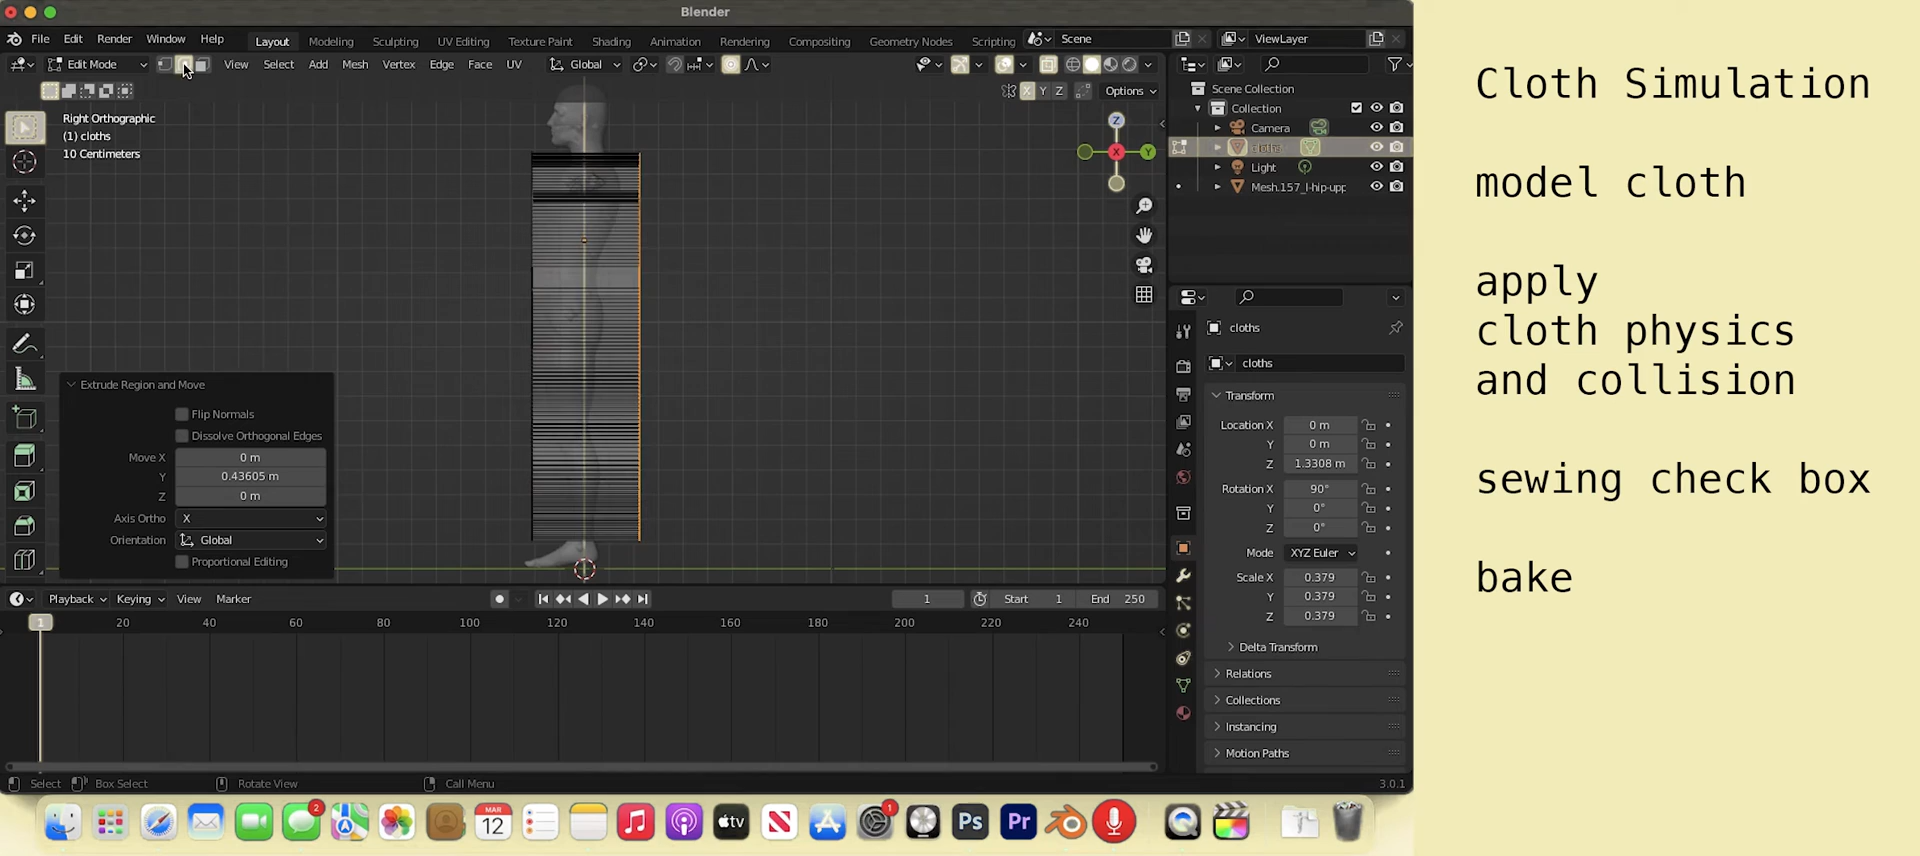 Blender
File Edit Render Window Help Layout Modeling Sculpting UV Editing Texture Paint Shading Animation Rendering Compositing Geometry Nodes Scripting Scene ViewLayer
Edit Mode View Select Add Mesh Vertex Edge Face UV Global
X Y Z Options
Right Orthographic
(1) cloths
10 Centimeters
Z
X Y
Scene Collection
Collection
Camera
cloths
Light
Mesh.157_l-hip-upp
cloths
cloths
Transform
Location X 0 m
Y 0 m
Z 1.3308 m
Rotation X 90°
Y 0°
Z 0°
Mode XYZ Euler
Scale X 0.379
Y 0.379
Z 0.379
Delta Transform
Relations
Collections
Instancing
Motion Paths
Extrude Region and Move
Flip Normals
Dissolve Orthogonal Edges
Move X 0 m
Y 0.43605 m
Z 0 m
Axis Ortho X
Orientation Global
Proportional Editing
Playback Keying View Marker 1 Start 1 End 250
1 20 40 60 80 100 120 140 160 180 200 220 240
Select Box Select Rotate View Call Menu 3.0.1
2 MAR 12 tv 1 Ps Pr
Cloth Simulation
model cloth
apply
cloth physics
and collision
sewing check box
bake